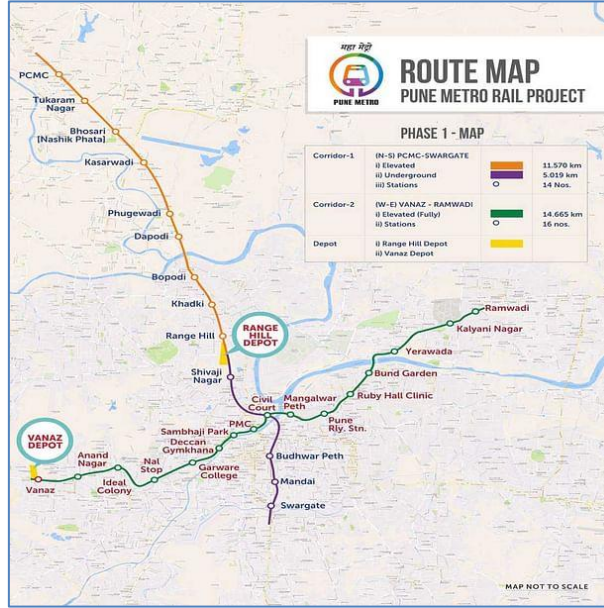 महा मेट्रो
PUNE METRO
ROUTE MAP
PUNE METRO RAIL PROJECT
PHASE 1 - MAP
Corridor-1 (N-S) PCMC-SWARGATE
i) Elevated 11.570 km
ii) Underground 5.019 km
iii) Stations 14 Nos.
Corridor-2 (W-E) VANAZ - RAMWADI
i) Elevated (Fully) 14.665 km
ii) Stations 16 nos.
Depot i) Range Hill Depot
ii) Vanaz Depot
PCMC
Tukaram
Nagar
Bhosari
[Nashik Phata]
Kasarwadi
Phugewadi
Dapodi
Bopodi
Khadki
Range Hill
RANGE
HILL
DEPOT
Shivaji
Nagar
Ramwadi
Kalyani Nagar
Yerawada
Bund Garden
Ruby Hall Clinic
Pune
Rly. Stn.
Mangalwar
Peth
Civil
Court
PMC
Sambhaji Park
Deccan
Gymkhana
Garware
College
Nal
Stop
Ideal
Colony
Anand
Nagar
VANAZ
DEPOT
Vanaz
Budhwar Peth
Mandai
Swargate
MAP NOT TO SCALE